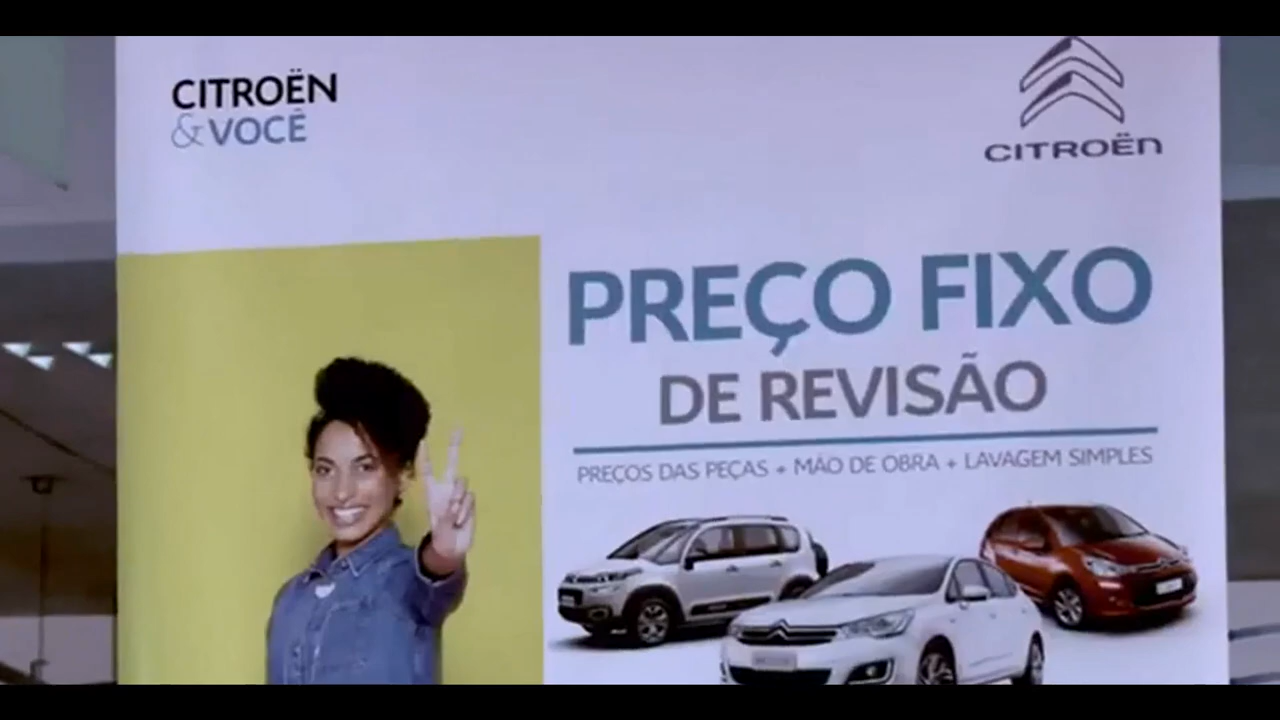 CITROËN
&VOCÊ
CITROËN
PREÇO FIXO
DE REVISÃO
PREÇOS DAS PEÇAS + MÃO DE OBRA + LAVAGEM SIMPLES